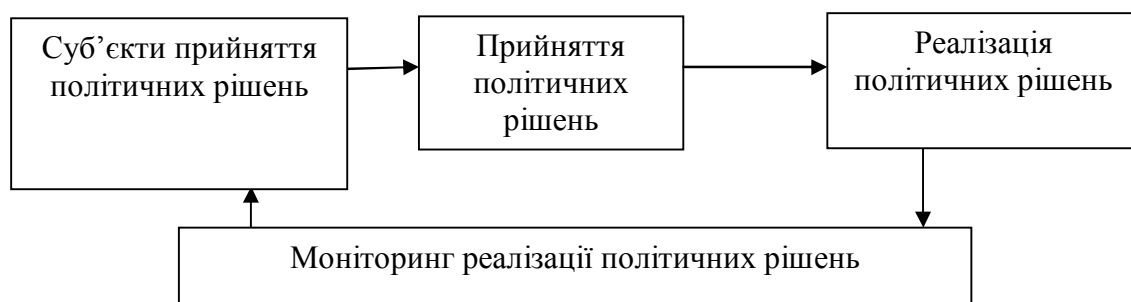 Суб’єкти прийняття
політичних рішень
Прийняття
політичних
рішень
Реалізація
політичних рішень
Моніторинг реалізації політичних рішень